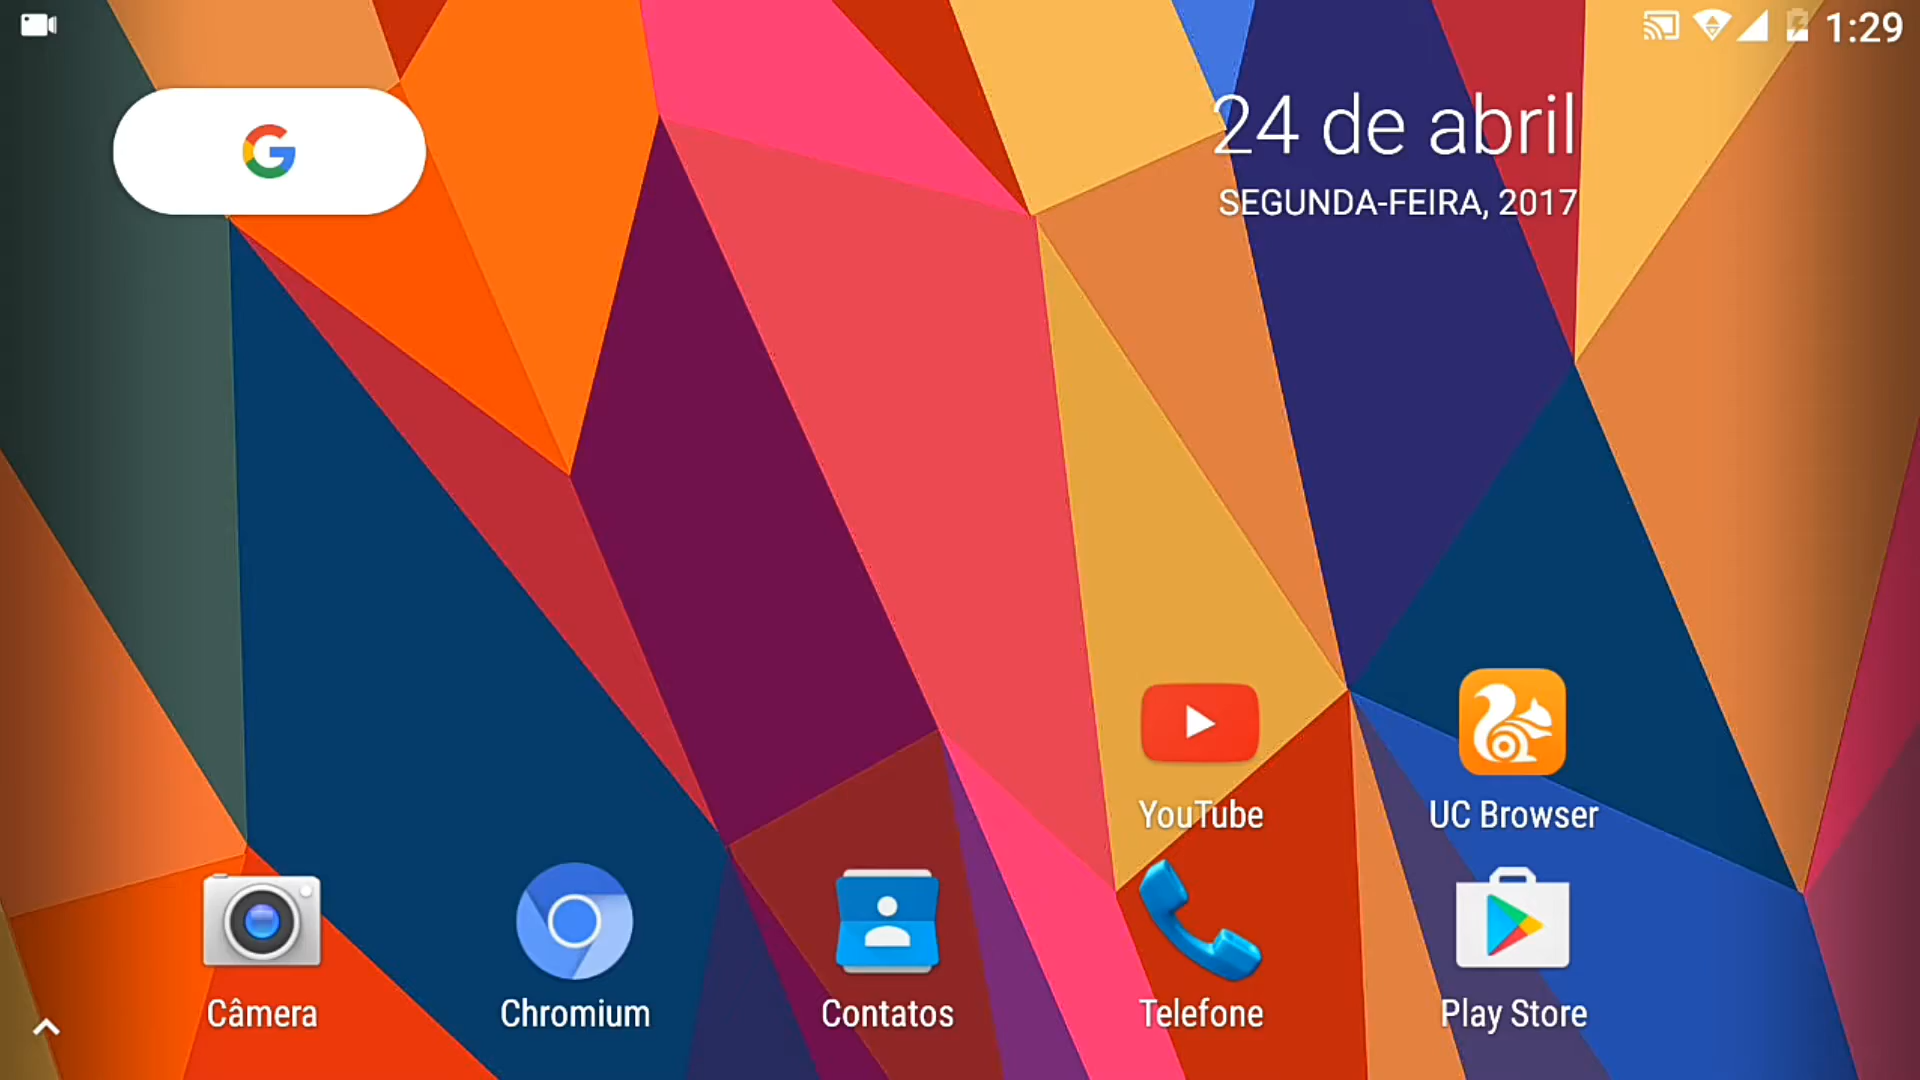 1:29
24 de abril
SEGUNDA-FEIRA, 2017
YouTube
UC Browser
Câmera
Chromium
Contatos
Telefone
Play Store